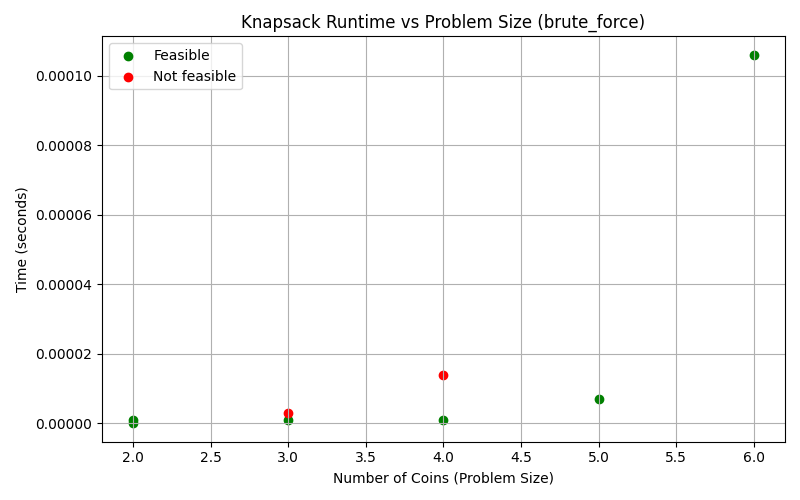 Knapsack Runtime vs Problem Size (brute_force)
Feasible
Not feasible
0.00010
0.00008
0.00006
0.00004
0.00002
0.00000
Time (seconds)
2.0 2.5 3.0 3.5 4.0 4.5 5.0 5.5 6.0
Number of Coins (Problem Size)